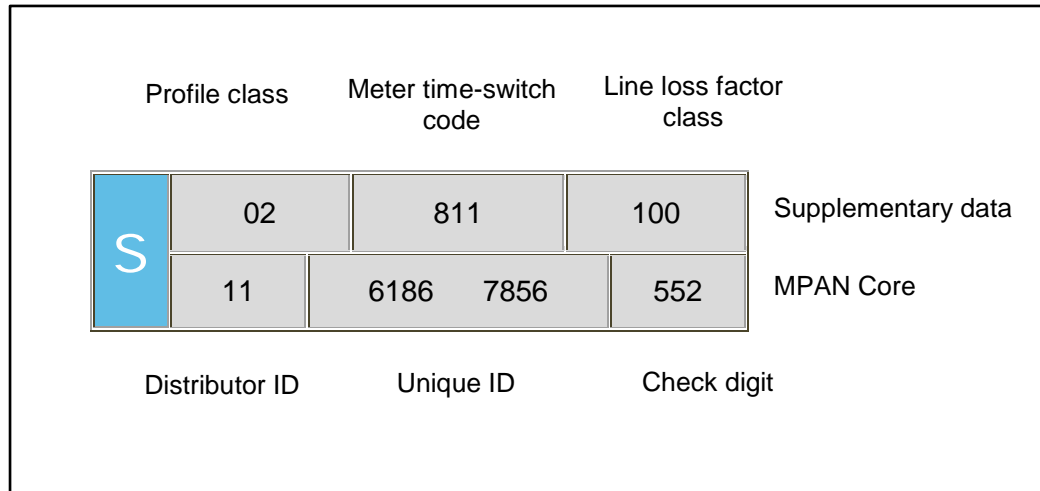 Profile class
Meter time-switch
code
Line loss factor
class
S
02 811 100
Supplementary data
11 6186 7856 552
MPAN Core
Distributor ID
Unique ID
Check digit